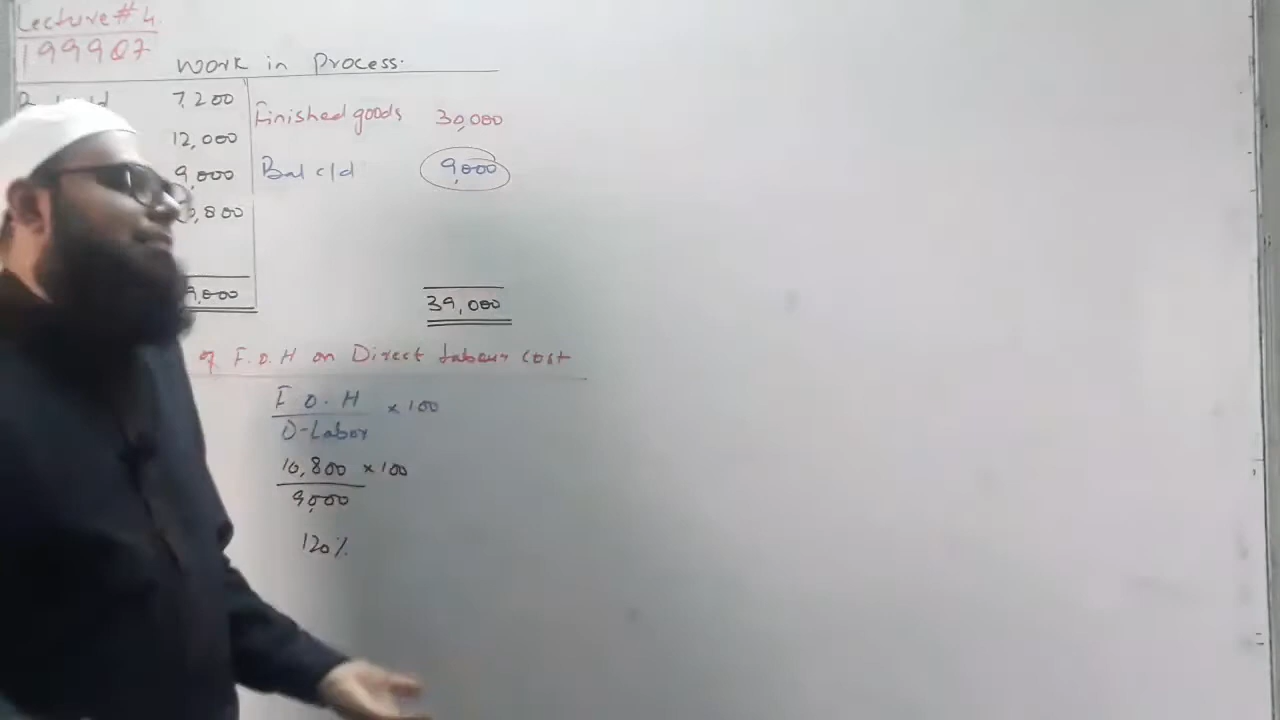 Lecture # 4
199907
Work in Process.
7,200 Finished goods 30,000
12,000
9,000 Bal c/d 9,000
,800
9,000 39,000
of F.O.H on Direct Labour Cost
F.O.H × 100
D-Labor
10,800 × 100
9,000
120%